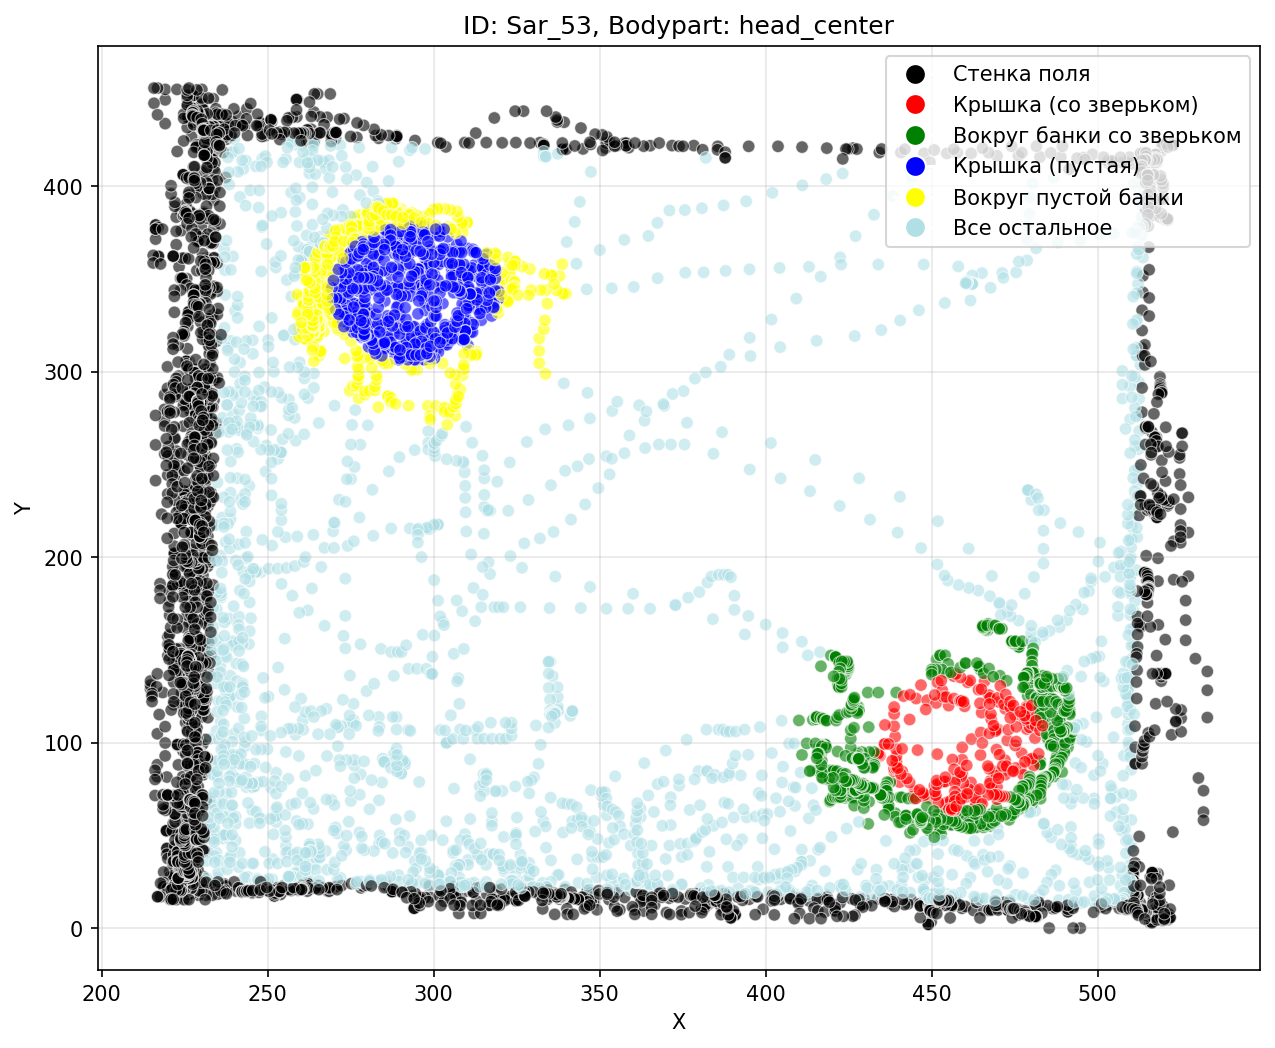 ID: Sar_53, Bodypart: head_center
Стенка поля
Крышка (со зверьком)
Вокруг банки со зверьком
Крышка (пустая)
Вокруг пустой банки
Все остальное
400
300
200
100
0
Y
200 250 300 350 400 450 500
X